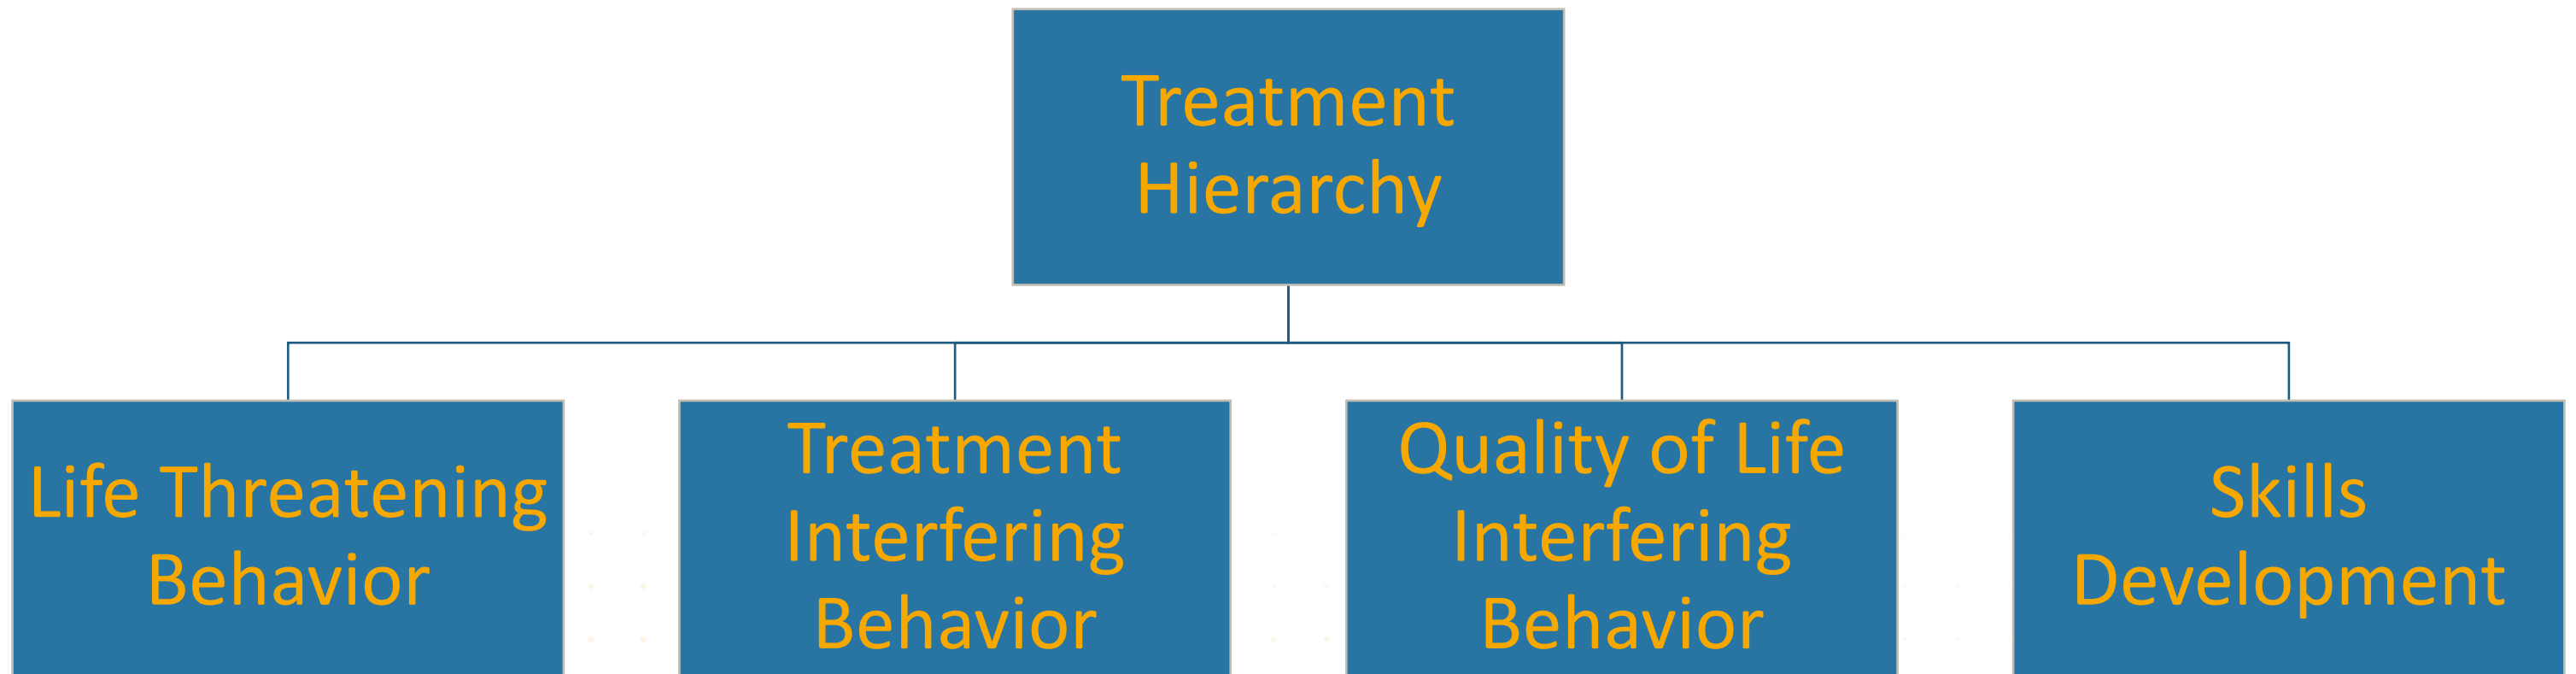 Treatment
Hierarchy
Life Threatening
Behavior
Treatment
Interfering
Behavior
Quality of Life
Interfering
Behavior
Skills
Development